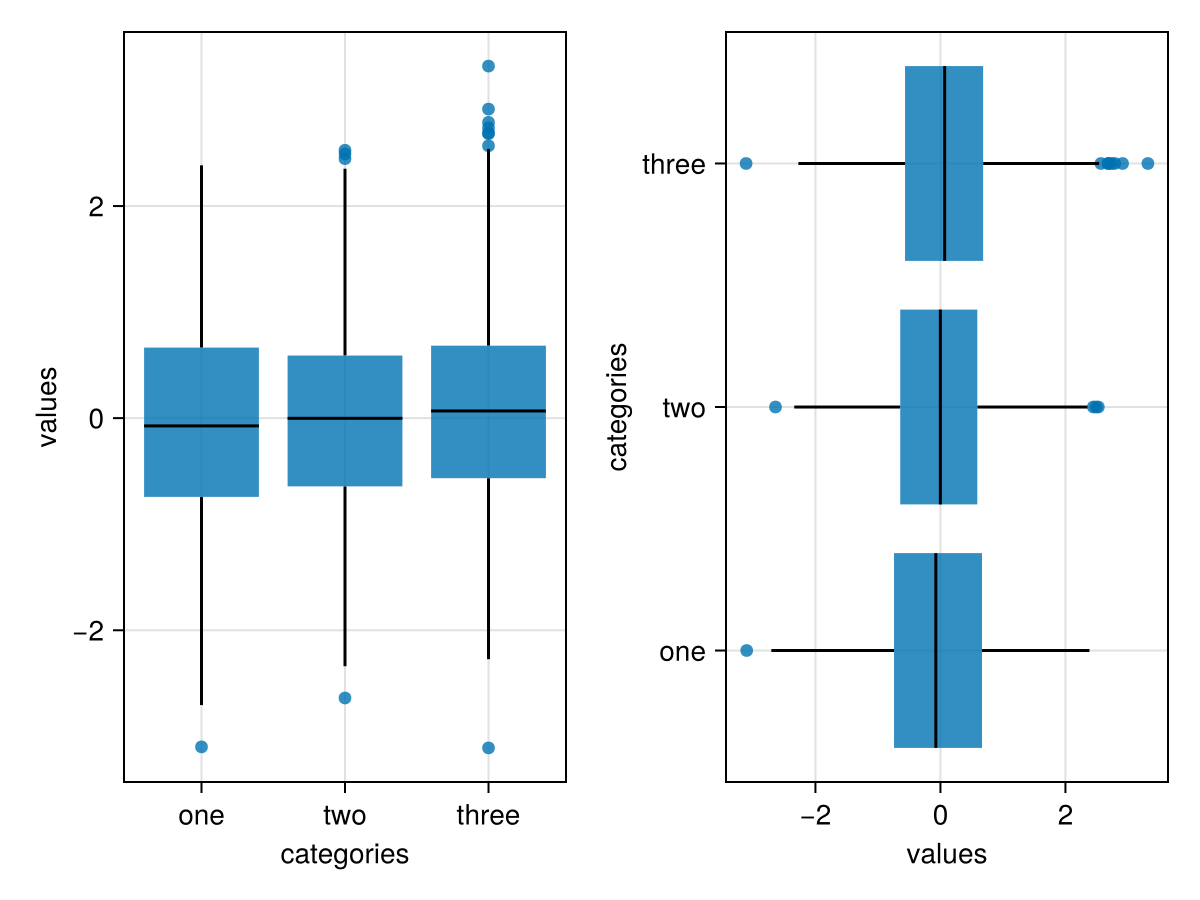 values
2
0
−2
one two three
categories
categories
three
two
one
−2 0 2
values